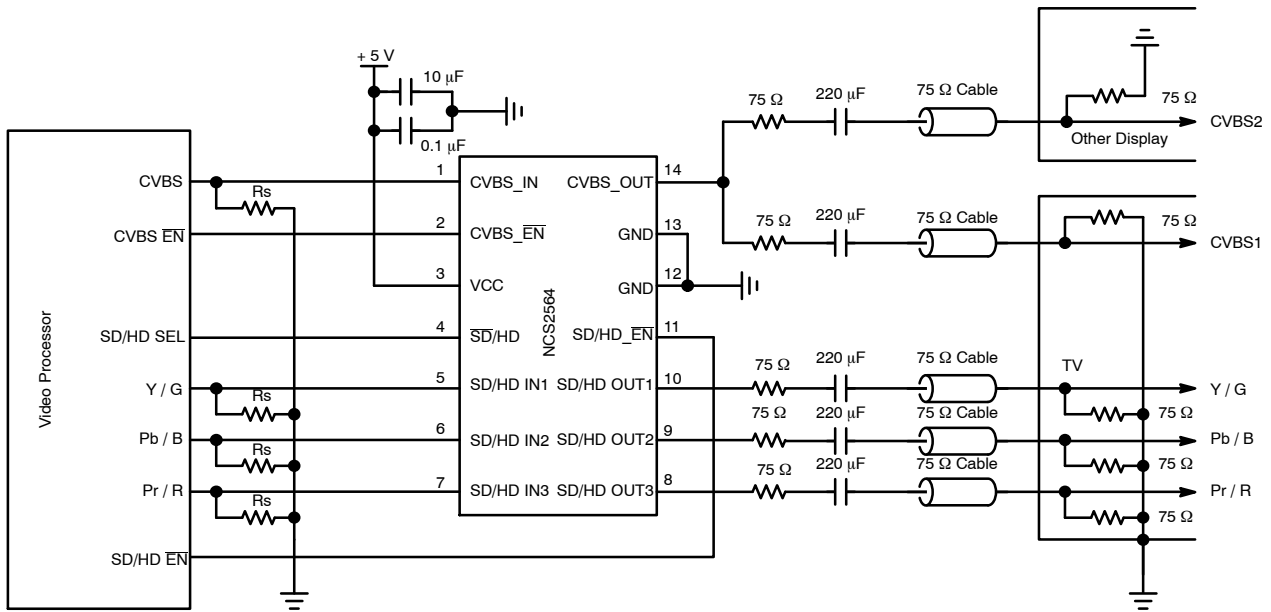 + 5 V
10 μF
0.1 μF
75 Ω
220 μF
75 Ω Cable
75 Ω
CVBS2
Other Display
CVBS
Rs
1
CVBS_IN
CVBS_OUT
14
CVBS EN
2
CVBS_EN
GND
13
75 Ω
220 μF
75 Ω Cable
75 Ω
CVBS1
3
VCC
GND
12
NCS2564
Video Processor
SD/HD SEL
4
SD/HD
SD/HD_EN
11
Y / G
Rs
5
SD/HD IN1
SD/HD OUT1
10
75 Ω
220 μF
75 Ω Cable
TV
Y / G
75 Ω
Pb / B
Rs
6
SD/HD IN2
SD/HD OUT2
9
75 Ω
220 μF
75 Ω Cable
Pb / B
75 Ω
Pr / R
Rs
7
SD/HD IN3
SD/HD OUT3
8
75 Ω
220 μF
75 Ω Cable
Pr / R
75 Ω
SD/HD EN